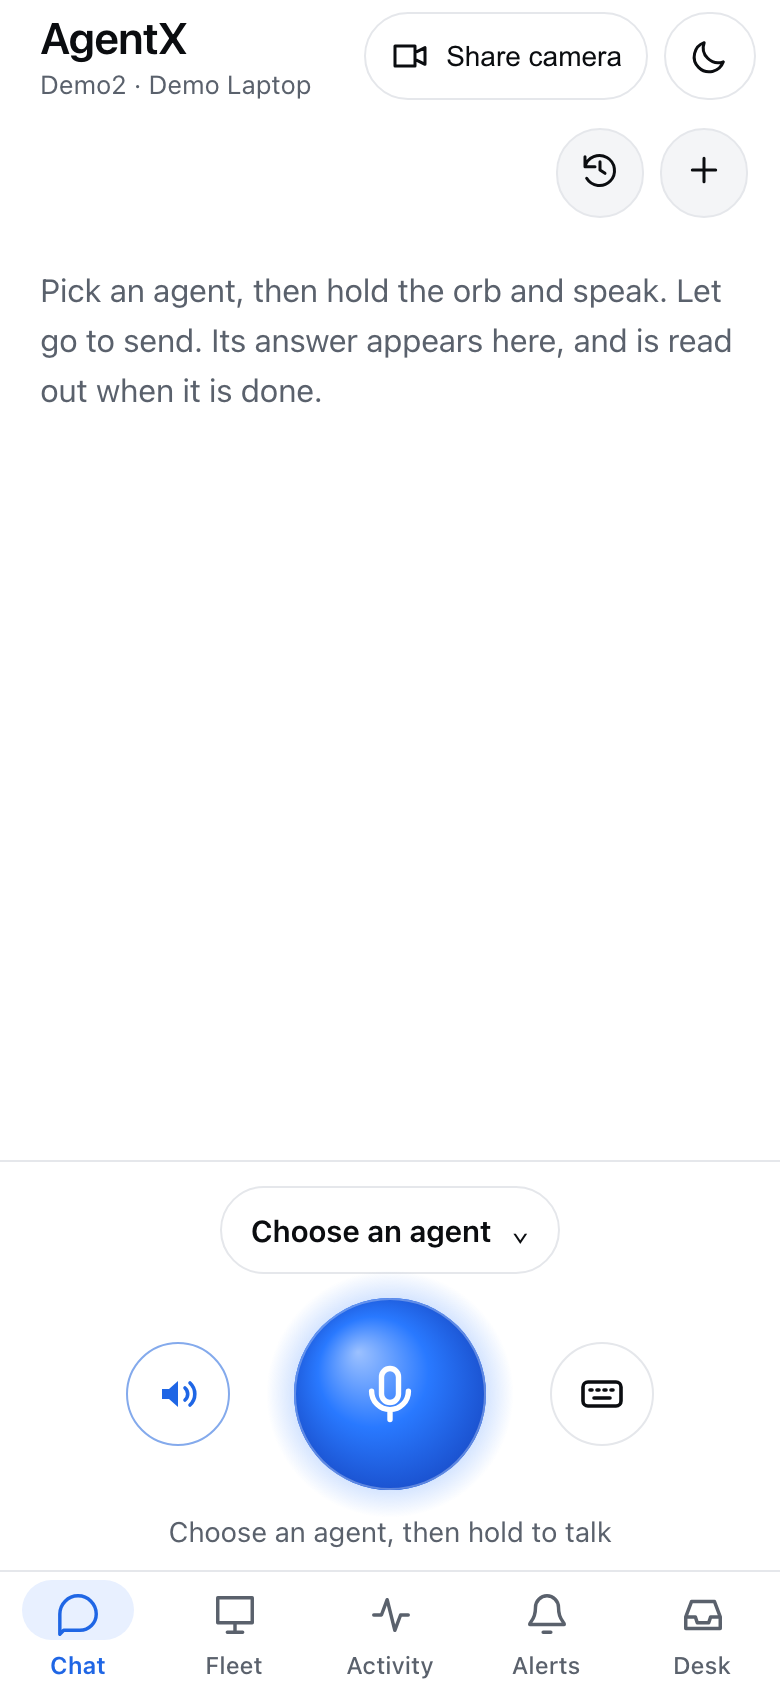 AgentX
Share camera
Demo2 · Demo Laptop
Pick an agent, then hold the orb and speak. Let
go to send. Its answer appears here, and is read
out when it is done.
Choose an agent
Choose an agent, then hold to talk
Chat
Fleet
Activity
Alerts
Desk